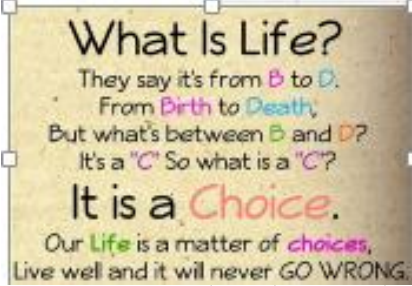 What Is Life?
They say it's from B to D.
From Birth to Death,
But what's between B and D?
It's a "C" So what is a "C"?
It is a Choice.
Our Life is a matter of choices,
Live well and it will never GO WRONG.